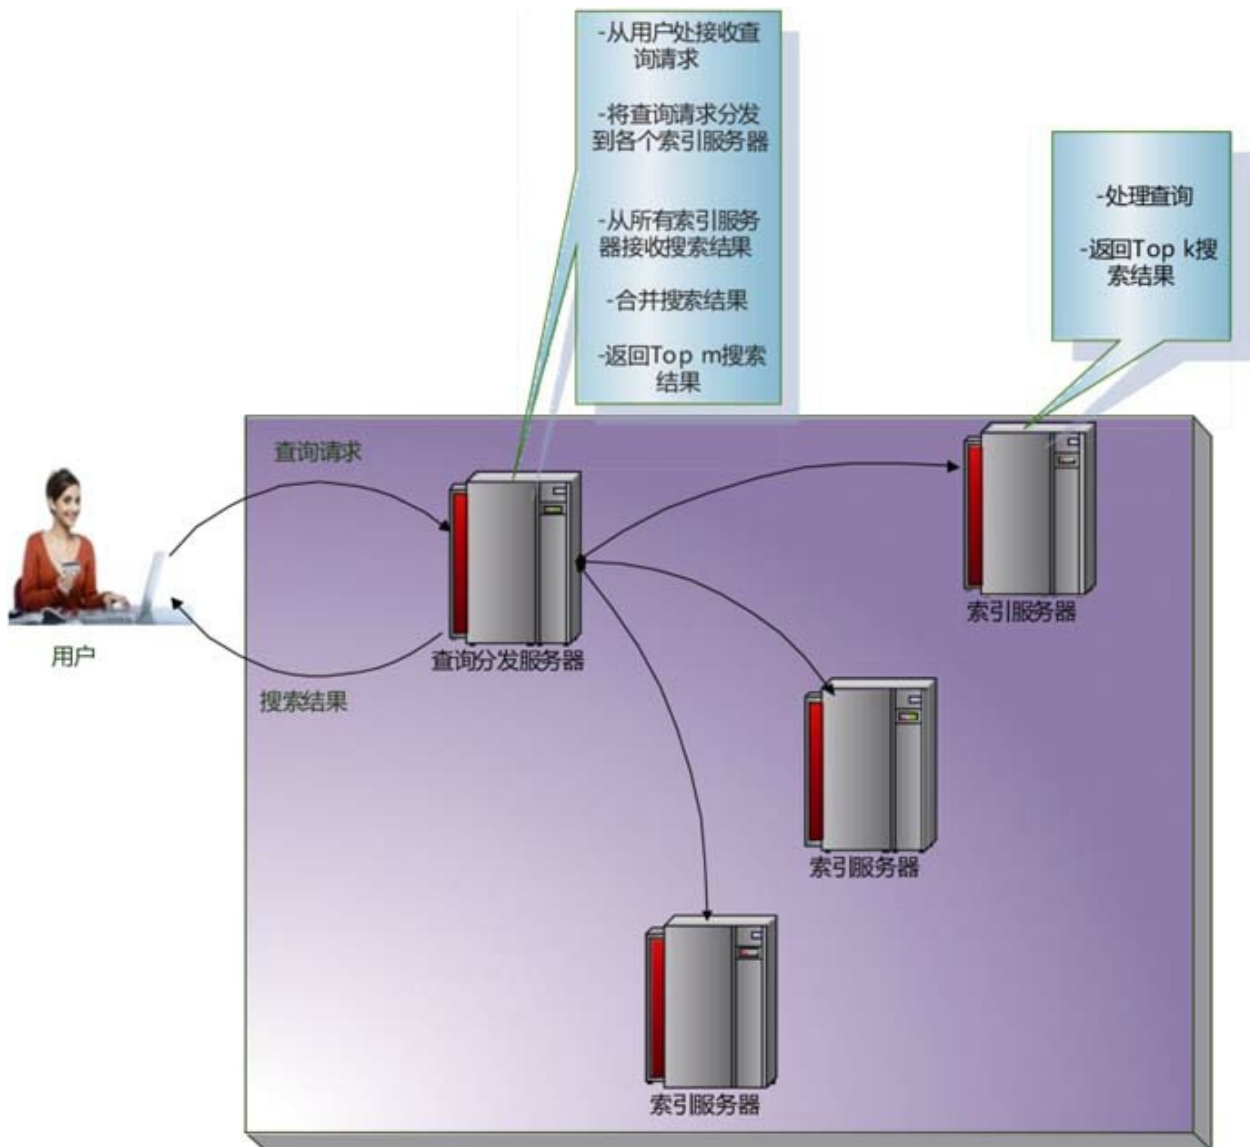 -从用户处接收查
询请求
-将查询请求分发
到各个索引服务器
-从所有索引服务
器接收搜索结果
-合并搜索结果
-返回Top m搜索
结果
-处理查询
-返回Top k搜
索结果
查询请求
用户
查询分发服务器
搜索结果
索引服务器
索引服务器
索引服务器